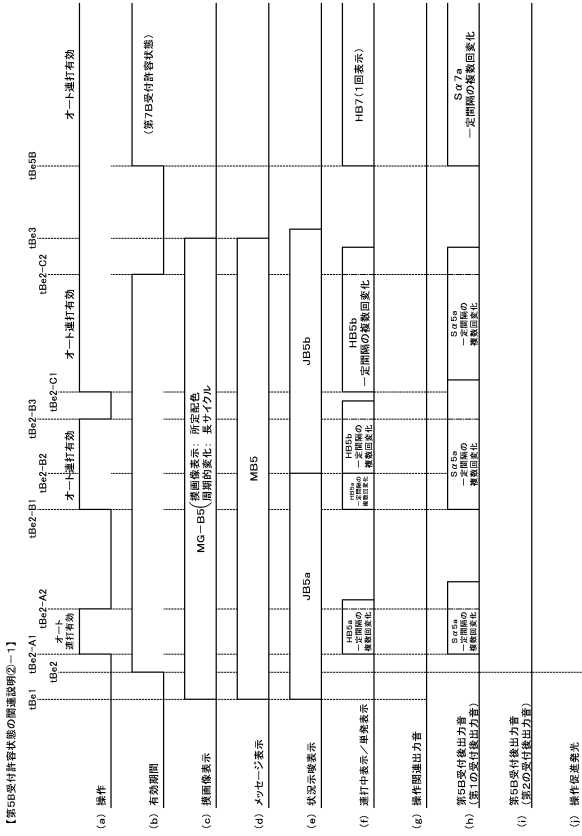 【第5B受付許容状態の関連説明②-1】
tBe1
tBe2
tBe2-A1
tBe2-A2
tBe2-B1
tBe2-B2
tBe2-B3
tBe2-C1
tBe2-C2
tBe3
tBe5B
(a) 操作
オート
連打有効
オート連打有効
オート連打有効
オート連打有効
(b) 有効期間
(第7B受付許容状態)
(c) 摸画像表示
MG-B5(摸画像表示:所定配色
周期的変化:長サイクル
(d) メッセージ表示
MB5
(e) 状況示唆表示
JB5a
JB5b
(f) 連打中表示/単発表示
HB5a
一定間隔の
複数回変化
HB5a
一定間隔の
複数回変化
HB5b
一定間隔の
複数回変化
HB5b
一定間隔の複数回変化
HB7(1回表示)
(g) 操作関連出力音
(h) 第5B受付後出力音
(第1の受付後出力音)
Sα5a
一定間隔の
複数回変化
Sα5a
一定間隔の
複数回変化
Sα5a
一定間隔の
複数回変化
Sα7a
一定間隔の複数回変化
(i) 第5B受付後出力音
(第2の受付後出力音)
(j) 操作促進発光